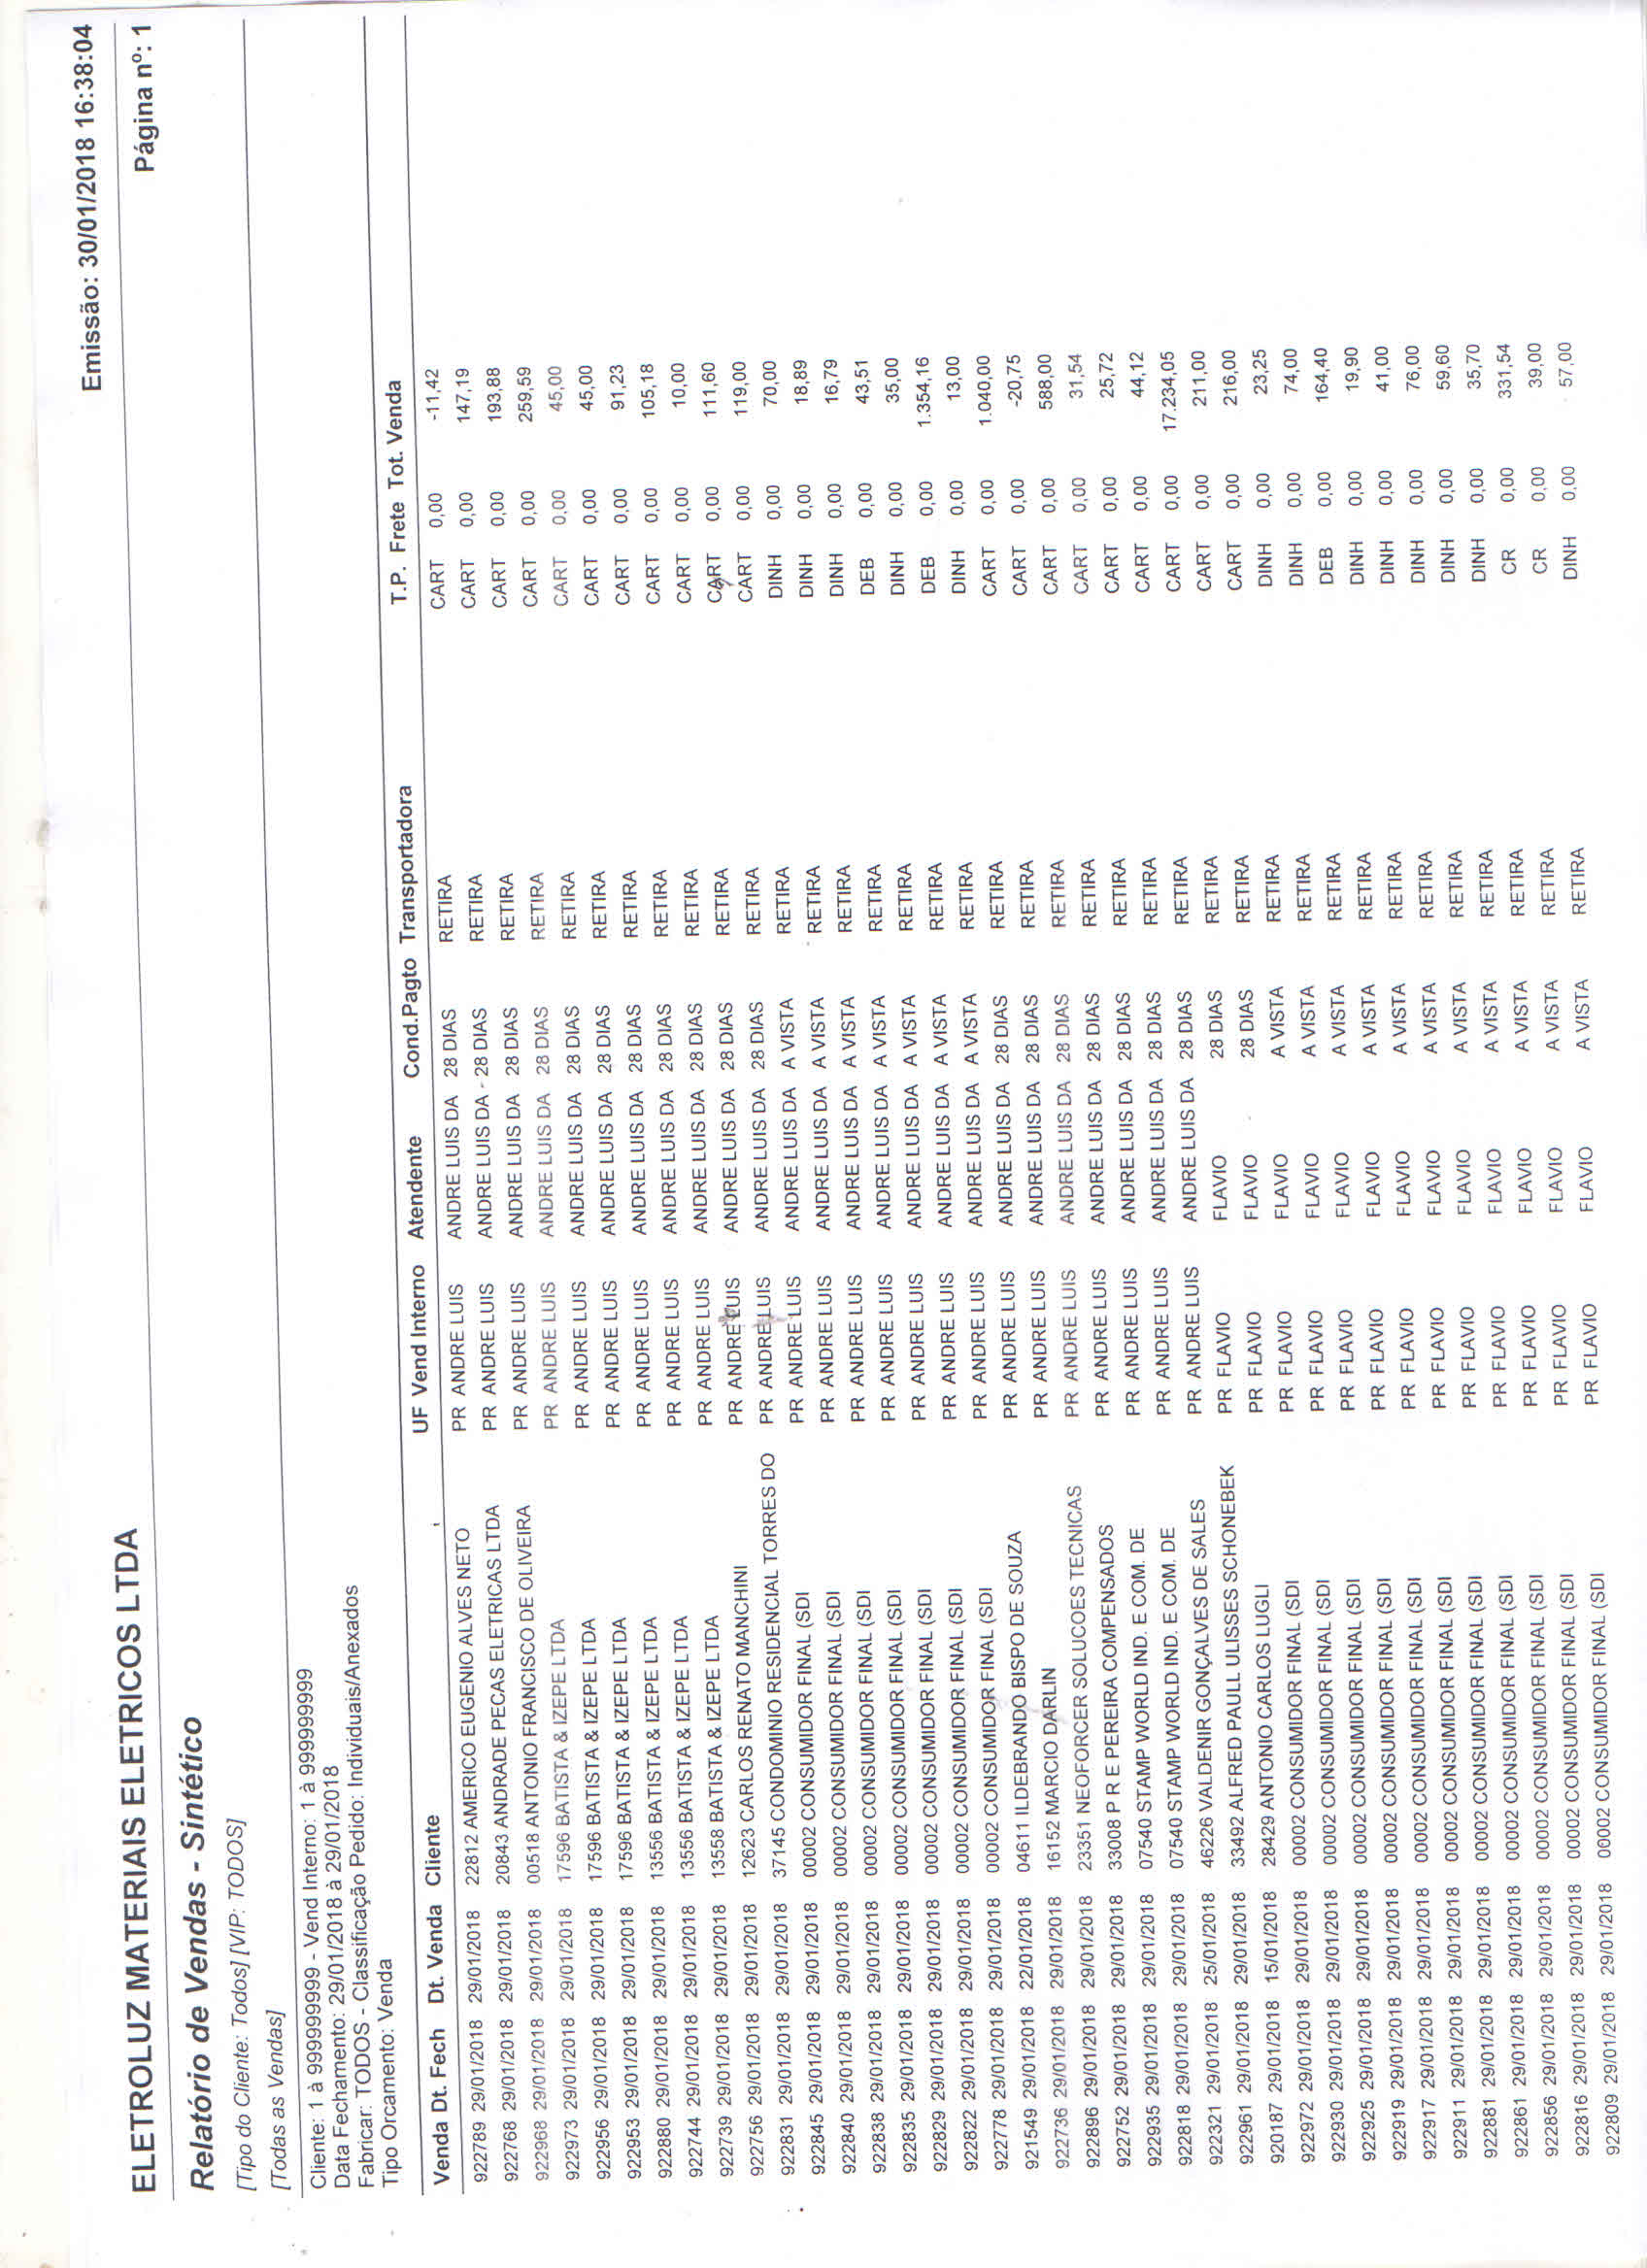 Emissão: 30/01/2018 16:38:04
ELETROLUZ MATERIAIS ELETRICOS LTDA
Página nº: 1
Relatório de Vendas - Sintético
[Tipo do Cliente: Todos] [VIP: TODOS]
[Todas as Vendas]
Cliente: 1 à 999999999 - Vend Interno: 1 à 999999999
Data Fechamento: 29/01/2018 à 29/01/2018
Fabricar: TODOS - Classificação Pedido: Individuais/Anexados
Tipo Orcamento: Venda
Venda Dt. Fech Dt. Venda Cliente UF Vend Interno Atendente Cond.Pagto Transportadora T.P. Frete Tot. Venda
922789 29/01/2018 29/01/2018 22812 AMERICO EUGENIO ALVES NETO PR ANDRE LUIS ANDRE LUIS DA 28 DIAS RETIRA CART 0,00 -11,42
922768 29/01/2018 29/01/2018 20843 ANDRADE PECAS ELETRICAS LTDA PR ANDRE LUIS ANDRE LUIS DA 28 DIAS RETIRA CART 0,00 147,19
922968 29/01/2018 29/01/2018 00518 ANTONIO FRANCISCO DE OLIVEIRA PR ANDRE LUIS ANDRE LUIS DA 28 DIAS RETIRA CART 0,00 193,88
922973 29/01/2018 29/01/2018 17596 BATISTA & IZEPE LTDA PR ANDRE LUIS ANDRE LUIS DA 28 DIAS RETIRA CART 0,00 259,59
922956 29/01/2018 29/01/2018 17596 BATISTA & IZEPE LTDA PR ANDRE LUIS ANDRE LUIS DA 28 DIAS RETIRA CART 0,00 45,00
922953 29/01/2018 29/01/2018 17596 BATISTA & IZEPE LTDA PR ANDRE LUIS ANDRE LUIS DA 28 DIAS RETIRA CART 0,00 45,00
922880 29/01/2018 29/01/2018 13556 BATISTA & IZEPE LTDA PR ANDRE LUIS ANDRE LUIS DA 28 DIAS RETIRA CART 0,00 91,23
922744 29/01/2018 29/01/2018 13556 BATISTA & IZEPE LTDA PR ANDRE LUIS ANDRE LUIS DA 28 DIAS RETIRA CART 0,00 105,18
922739 29/01/2018 29/01/2018 13558 BATISTA & IZEPE LTDA PR ANDRE LUIS ANDRE LUIS DA 28 DIAS RETIRA CART 0,00 10,00
922756 29/01/2018 29/01/2018 12623 CARLOS RENATO MANCHINI PR ANDRE LUIS ANDRE LUIS DA 28 DIAS RETIRA CART 0,00 111,60
922831 29/01/2018 29/01/2018 37145 CONDOMINIO RESIDENCIAL TORRES DO PR ANDRE LUIS ANDRE LUIS DA 28 DIAS RETIRA CART 0,00 119,00
922845 29/01/2018 29/01/2018 00002 CONSUMIDOR FINAL (SDI PR ANDRE LUIS ANDRE LUIS DA A VISTA RETIRA DINH 0,00 70,00
922840 29/01/2018 29/01/2018 00002 CONSUMIDOR FINAL (SDI PR ANDRE LUIS ANDRE LUIS DA A VISTA RETIRA DINH 0,00 18,89
922838 29/01/2018 29/01/2018 00002 CONSUMIDOR FINAL (SDI PR ANDRE LUIS ANDRE LUIS DA A VISTA RETIRA DINH 0,00 16,79
922835 29/01/2018 29/01/2018 00002 CONSUMIDOR FINAL (SDI PR ANDRE LUIS ANDRE LUIS DA A VISTA RETIRA DEB 0,00 43,51
922829 29/01/2018 29/01/2018 00002 CONSUMIDOR FINAL (SDI PR ANDRE LUIS ANDRE LUIS DA A VISTA RETIRA DINH 0,00 35,00
922822 29/01/2018 29/01/2018 00002 CONSUMIDOR FINAL (SDI PR ANDRE LUIS ANDRE LUIS DA A VISTA RETIRA DEB 0,00 1.354,16
922778 29/01/2018 29/01/2018 00002 CONSUMIDOR FINAL (SDI PR ANDRE LUIS ANDRE LUIS DA A VISTA RETIRA DINH 0,00 13,00
921549 29/01/2018 22/01/2018 04611 ILDEBRANDO BISPO DE SOUZA PR ANDRE LUIS ANDRE LUIS DA 28 DIAS RETIRA CART 0,00 1.040,00
922736 29/01/2018 29/01/2018 16152 MARCIO DARLIN PR ANDRE LUIS ANDRE LUIS DA 28 DIAS RETIRA CART 0,00 -20,75
922896 29/01/2018 29/01/2018 23351 NEOFORCER SOLUCOES TECNICAS PR ANDRE LUIS ANDRE LUIS DA 28 DIAS RETIRA CART 0,00 588,00
922752 29/01/2018 29/01/2018 33008 P R E PEREIRA COMPENSADOS PR ANDRE LUIS ANDRE LUIS DA 28 DIAS RETIRA CART 0,00 31,54
922935 29/01/2018 29/01/2018 07540 STAMP WORLD IND. E COM. DE PR ANDRE LUIS ANDRE LUIS DA 28 DIAS RETIRA CART 0,00 25,72
922818 29/01/2018 29/01/2018 07540 STAMP WORLD IND. E COM. DE PR ANDRE LUIS ANDRE LUIS DA 28 DIAS RETIRA CART 0,00 44,12
922321 29/01/2018 25/01/2018 46226 VALDENIR GONÇALVES DE SALES PR ANDRE LUIS ANDRE LUIS DA 28 DIAS RETIRA CART 0,00 17.234,05
922961 29/01/2018 29/01/2018 33492 ALFRED PAULL ULISSES SCHONEBEK PR FLAVIO FLAVIO 28 DIAS RETIRA CART 0,00 211,00
920187 29/01/2018 15/01/2018 28429 ANTONIO CARLOS LUGLI PR FLAVIO FLAVIO 28 DIAS RETIRA CART 0,00 216,00
922972 29/01/2018 29/01/2018 00002 CONSUMIDOR FINAL (SDI PR FLAVIO FLAVIO A VISTA RETIRA DINH 0,00 23,25
922930 29/01/2018 29/01/2018 00002 CONSUMIDOR FINAL (SDI PR FLAVIO FLAVIO A VISTA RETIRA DINH 0,00 74,00
922925 29/01/2018 29/01/2018 00002 CONSUMIDOR FINAL (SDI PR FLAVIO FLAVIO A VISTA RETIRA DEB 0,00 164,40
922919 29/01/2018 29/01/2018 00002 CONSUMIDOR FINAL (SDI PR FLAVIO FLAVIO A VISTA RETIRA DINH 0,00 19,90
922917 29/01/2018 29/01/2018 00002 CONSUMIDOR FINAL (SDI PR FLAVIO FLAVIO A VISTA RETIRA DINH 0,00 41,00
922911 29/01/2018 29/01/2018 00002 CONSUMIDOR FINAL (SDI PR FLAVIO FLAVIO A VISTA RETIRA DINH 0,00 76,00
922881 29/01/2018 29/01/2018 00002 CONSUMIDOR FINAL (SDI PR FLAVIO FLAVIO A VISTA RETIRA DINH 0,00 59,60
922861 29/01/2018 29/01/2018 00002 CONSUMIDOR FINAL (SDI PR FLAVIO FLAVIO A VISTA RETIRA DINH 0,00 35,70
922856 29/01/2018 29/01/2018 00002 CONSUMIDOR FINAL (SDI PR FLAVIO FLAVIO A VISTA RETIRA CR 0,00 331,54
922816 29/01/2018 29/01/2018 00002 CONSUMIDOR FINAL (SDI PR FLAVIO FLAVIO A VISTA RETIRA CR 0,00 39,00
922809 29/01/2018 29/01/2018 00002 CONSUMIDOR FINAL (SDI PR FLAVIO FLAVIO A VISTA RETIRA DINH 0,00 57,00